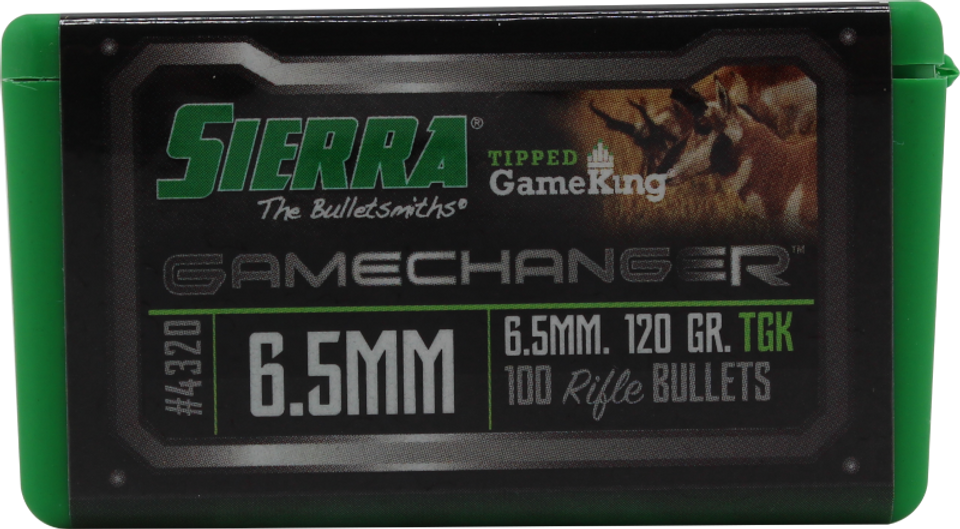 SIERRA®
The Bulletsmiths®
TIPPED
GameKing
GAMECHANGER™
#4320
6.5MM
6.5MM. 120 GR. TGK
100 Rifle BULLETS